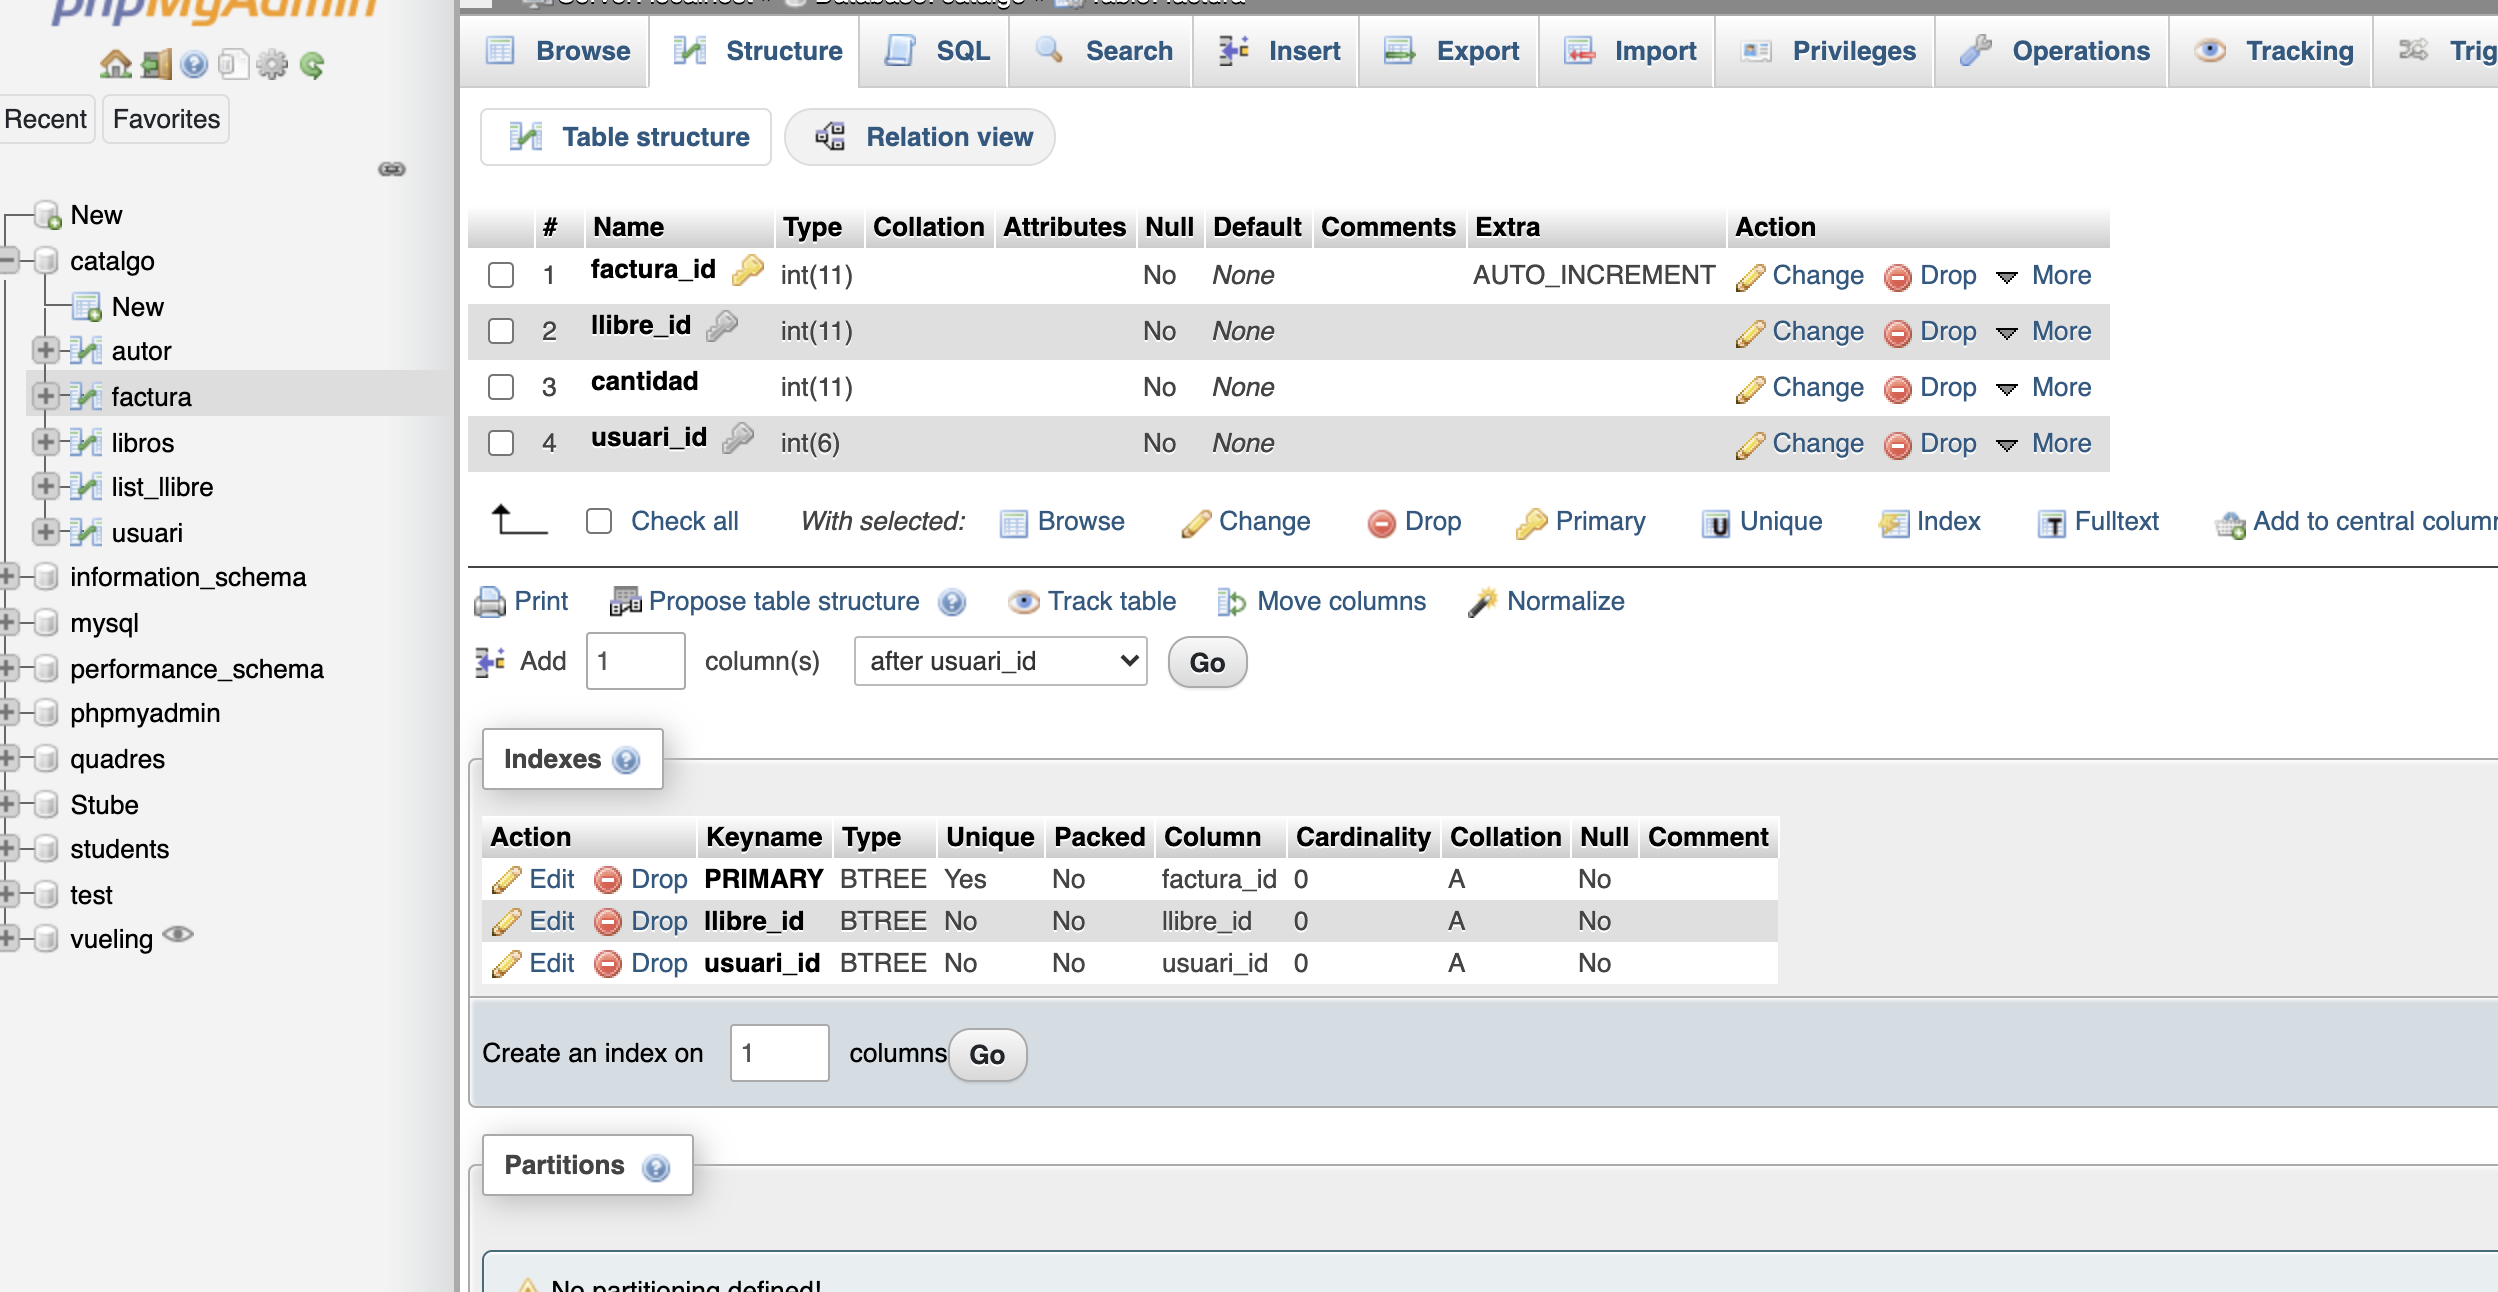 phpMyAdmin
Recent
Favorites
New
catalgo
New
autor
factura
libros
list_llibre
usuari
information_schema
mysql
performance_schema
phpmyadmin
quadres
Stube
students
test
vueling
Browse Structure SQL Search Insert Export Import Privileges Operations Tracking Trig
Table structure Relation view
# Name Type Collation Attributes Null Default Comments Extra Action
1 factura_id int(11) No None AUTO_INCREMENT Change Drop More
2 llibre_id int(11) No None Change Drop More
3 cantidad int(11) No None Change Drop More
4 usuari_id int(6) No None Change Drop More
Check all With selected: Browse Change Drop Primary Unique Index Fulltext Add to central column
Print Propose table structure Track table Move columns Normalize
Add 1 column(s) after usuari_id Go
Indexes
Action Keyname Type Unique Packed Column Cardinality Collation Null Comment
Edit Drop PRIMARY BTREE Yes No factura_id 0 A No
Edit Drop llibre_id BTREE No No llibre_id 0 A No
Edit Drop usuari_id BTREE No No usuari_id 0 A No
Create an index on 1 columns Go
Partitions
No partitioning defined!